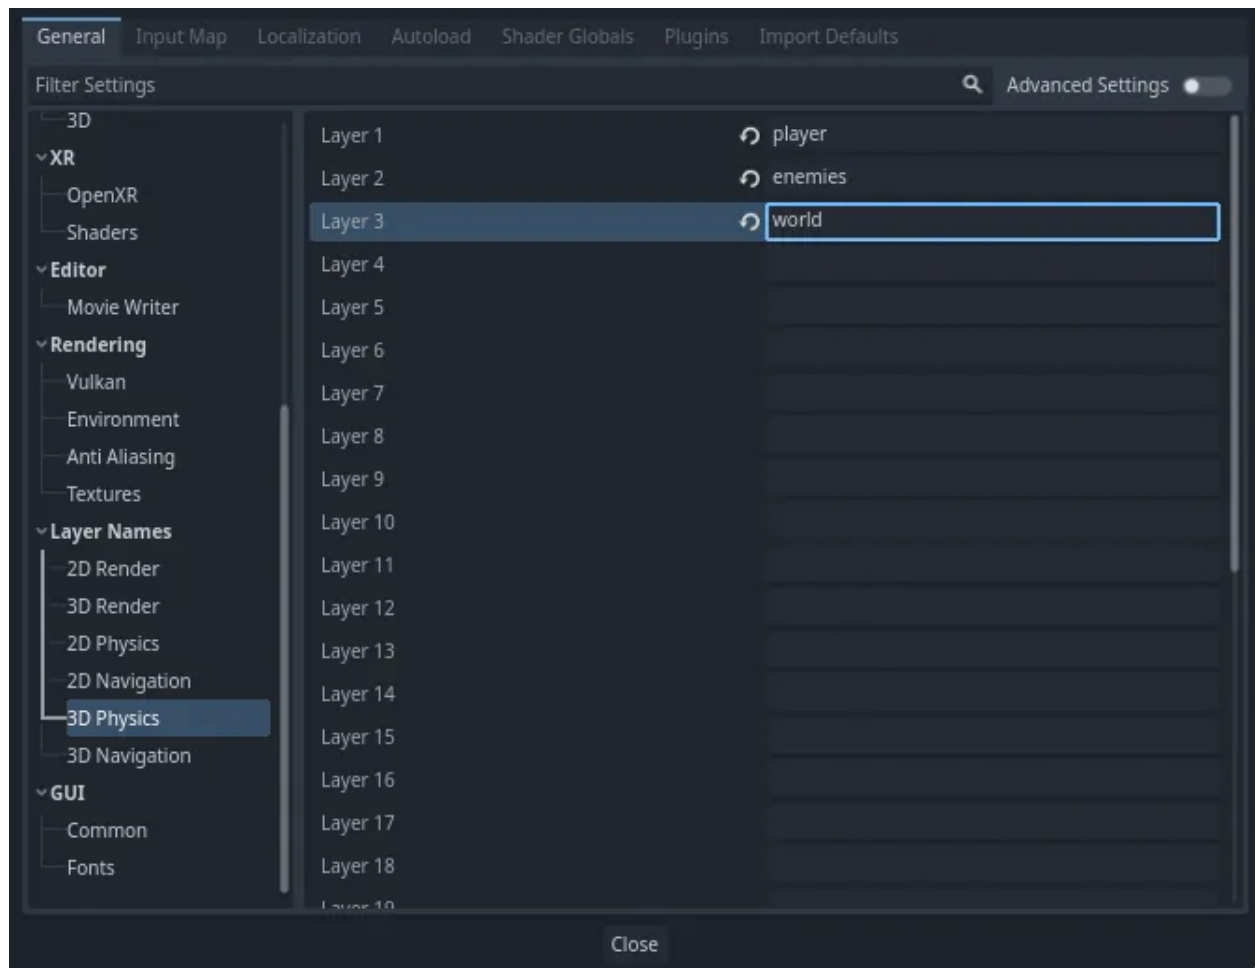 General Input Map Localization Autoload Shader Globals Plugins Import Defaults
Filter Settings Advanced Settings
3D
XR
OpenXR
Shaders
Editor
Movie Writer
Rendering
Vulkan
Environment
Anti Aliasing
Textures
Layer Names
2D Render
3D Render
2D Physics
2D Navigation
3D Physics
3D Navigation
GUI
Common
Fonts
Layer 1 player
Layer 2 enemies
Layer 3 world
Layer 4
Layer 5
Layer 6
Layer 7
Layer 8
Layer 9
Layer 10
Layer 11
Layer 12
Layer 13
Layer 14
Layer 15
Layer 16
Layer 17
Layer 18
Layer 19
Close